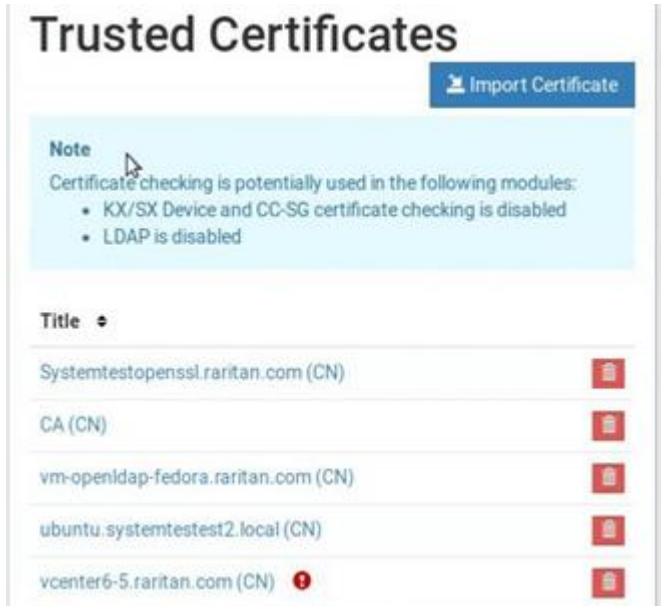 Trusted Certificates
Import Certificate
Note
Certificate checking is potentially used in the following modules:
KX/SX Device and CC-SG certificate checking is disabled
LDAP is disabled
Title
Systemtestopenssl.raritan.com (CN)
CA (CN)
vm-openldap-fedora.raritan.com (CN)
ubuntu.systemtestest2.local (CN)
vcenter6-5.raritan.com (CN)